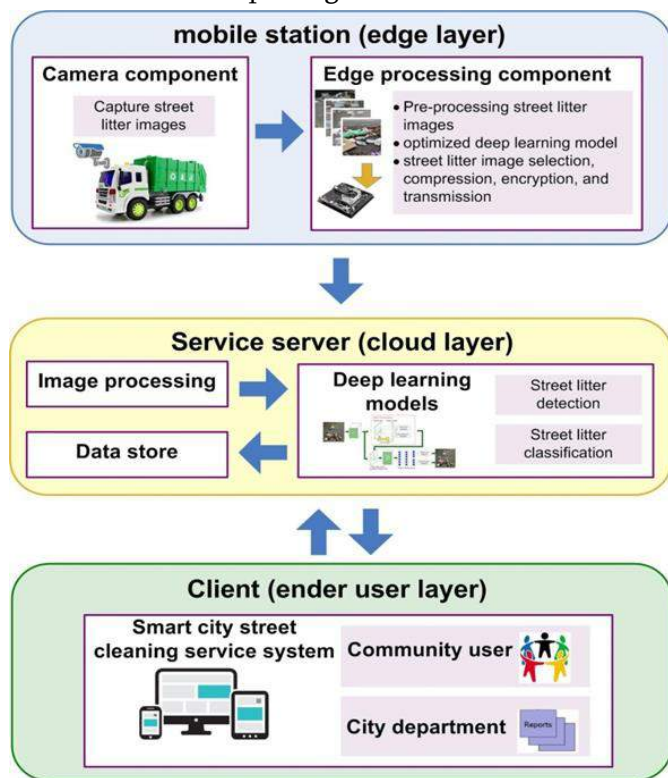 mobile station (edge layer)
Camera component
Capture street
litter images
Edge processing component
• Pre-processing street litter
images
• optimized deep learning model
• street litter image selection,
compression, encryption, and
transmission
Service server (cloud layer)
Image processing
Data store
Deep learning
models
Street litter
detection
Street litter
classification
Client (ender user layer)
Smart city street
cleaning service system
Community user
City department
Reports